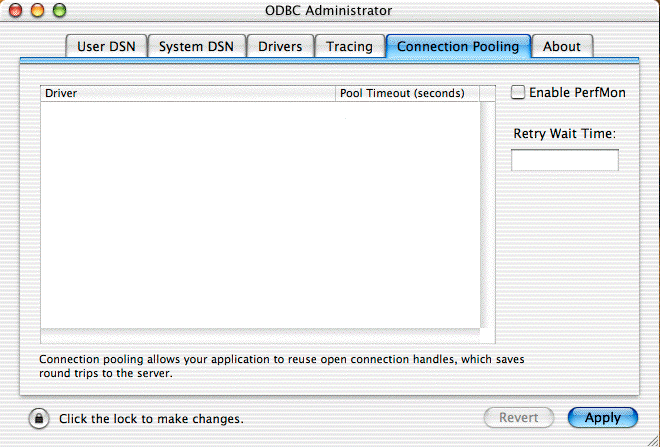 ODBC Administrator
User DSN System DSN Drivers Tracing Connection Pooling About
Driver Pool Timeout (seconds)
Enable PerfMon
Retry Wait Time:
Connection pooling allows your application to reuse open connection handles, which saves
round trips to the server.
Click the lock to make changes.
Revert Apply